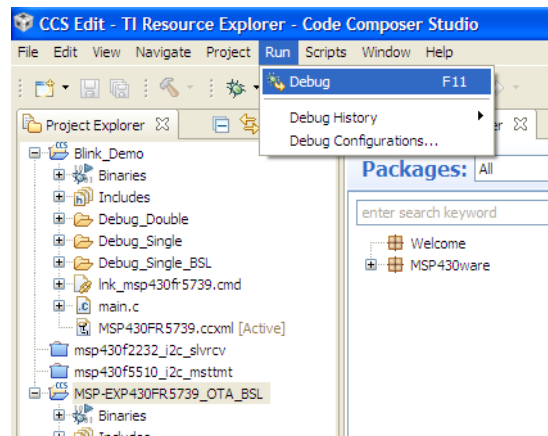 CCS Edit - TI Resource Explorer - Code Composer Studio
File Edit View Navigate Project Run Scripts Window Help
Debug F11
Debug History
Debug Configurations...
Project Explorer
er
Packages: All
enter search keyword
Welcome
MSP430ware
Blink_Demo
Binaries
Includes
Debug_Double
Debug_Single
Debug_Single_BSL
lnk_msp430fr5739.cmd
main.c
MSP430FR5739.ccxml [Active]
msp430f2232_i2c_slvrcv
msp430f5510_i2c_msttmt
MSP-EXP430FR5739_OTA_BSL
Binaries
Includes